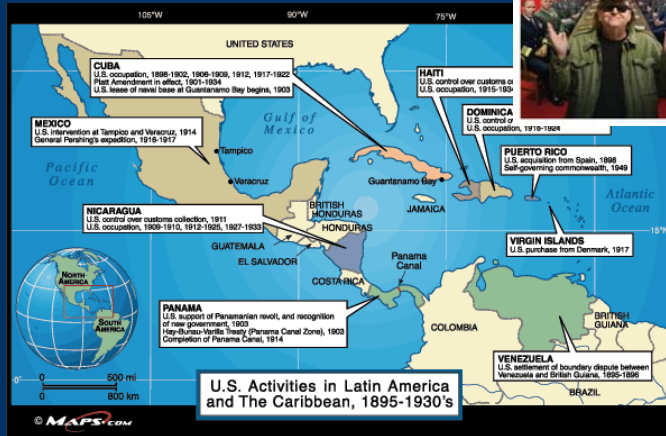 105°W
90°W
75°W
UNITED STATES
CUBA
U.S. occupation, 1898-1902, 1906-1909, 1912, 1917-1922
Platt Amendment in effect, 1901-1934
U.S. lease of naval base at Guantanamo Bay begins, 1903
HAITI
U.S. control over customs
U.S. occupation, 1915-
DOMINICA
U.S. control
U.S. occupation, 1916-1924
MEXICO
U.S. intervention at Tampico and Veracruz, 1914
General Pershing's expedition, 1916-1917
Gulf of
Mexico
Tampico
Veracruz
PUERTO RICO
U.S. acquisition from Spain, 1898
Self-governing commonwealth, 1949
Pacific
Ocean
Guantanamo Bay
JAMAICA
Atlantic
Ocean
NICARAGUA
U.S. control over customs collection, 1911
U.S. occupation, 1909-1910, 1912-1925, 1927-1933
BRITISH
HONDURAS
HONDURAS
GUATEMALA
EL SALVADOR
15°N
VIRGIN ISLANDS
U.S. purchase from Denmark, 1917
Panama
Canal
COSTA RICA
NORTH
AMERICA
SOUTH
AMERICA
PANAMA
U.S. support of Panamanian revolt, and recognition
of new government, 1903
Hay-Bunau-Varilla Treaty (Panama Canal Zone), 1903
Completion of Panama Canal, 1914
COLOMBIA
BRITISH
GUIANA
VENEZUELA
U.S. settlement of boundary dispute between
Venezuela and British Guiana, 1895-1896
BRAZIL
0 500 mi
0 800 km
0°
U.S. Activities in Latin America
and The Caribbean, 1895-1930's
© MAPS.COM